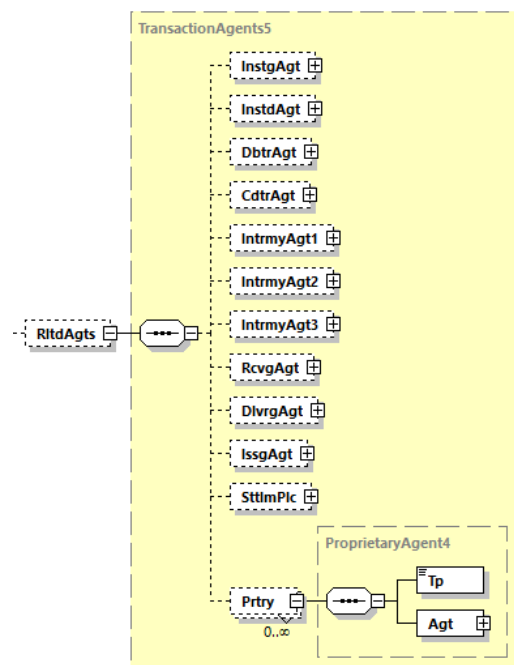 TransactionAgents5
InstgAgt
InstdAgt
DbtrAgt
CdtrAgt
IntrmyAgt1
IntrmyAgt2
IntrmyAgt3
RltdAgts
RcvgAgt
DlvrgAgt
IssgAgt
SttlmPlc
ProprietaryAgent4
Tp
Prtry
0..∞
Agt